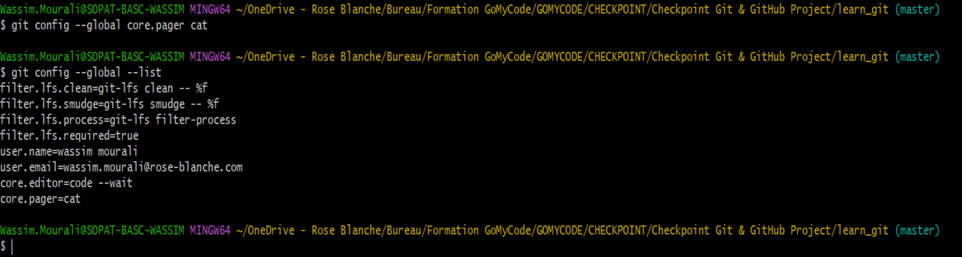 Wassim.Mourali@SOPAT-BASC-WASSIM MINGW64 ~/OneDrive - Rose Blanche/Bureau/Formation GoMyCode/GOMYCODE/CHECKPOINT/Checkpoint Git & GitHub Project/learn_git (master)
$ git config --global core.pager cat
Wassim.Mourali@SOPAT-BASC-WASSIM MINGW64 ~/OneDrive - Rose Blanche/Bureau/Formation GoMyCode/GOMYCODE/CHECKPOINT/Checkpoint Git & GitHub Project/learn_git (master)
$ git config --global --list
filter.lfs.clean=git-lfs clean -- %f
filter.lfs.smudge=git-lfs smudge -- %f
filter.lfs.process=git-lfs filter-process
filter.lfs.required=true
user.name=wassim mourali
user.email=wassim.mourali@rose-blanche.com
core.editor=code --wait
core.pager=cat
Wassim.Mourali@SOPAT-BASC-WASSIM MINGW64 ~/OneDrive - Rose Blanche/Bureau/Formation GoMyCode/GOMYCODE/CHECKPOINT/Checkpoint Git & GitHub Project/learn_git (master)
$